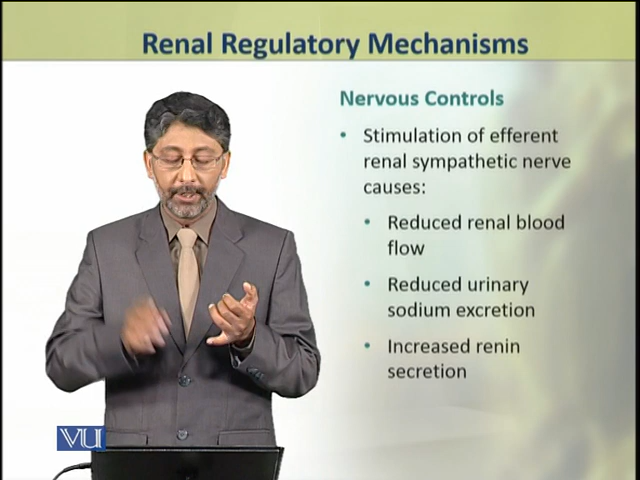 Renal Regulatory Mechanisms
Nervous Controls
• Stimulation of efferent
renal sympathetic nerve
causes:
• Reduced renal blood
flow
• Reduced urinary
sodium excretion
• Increased renin
secretion
VU